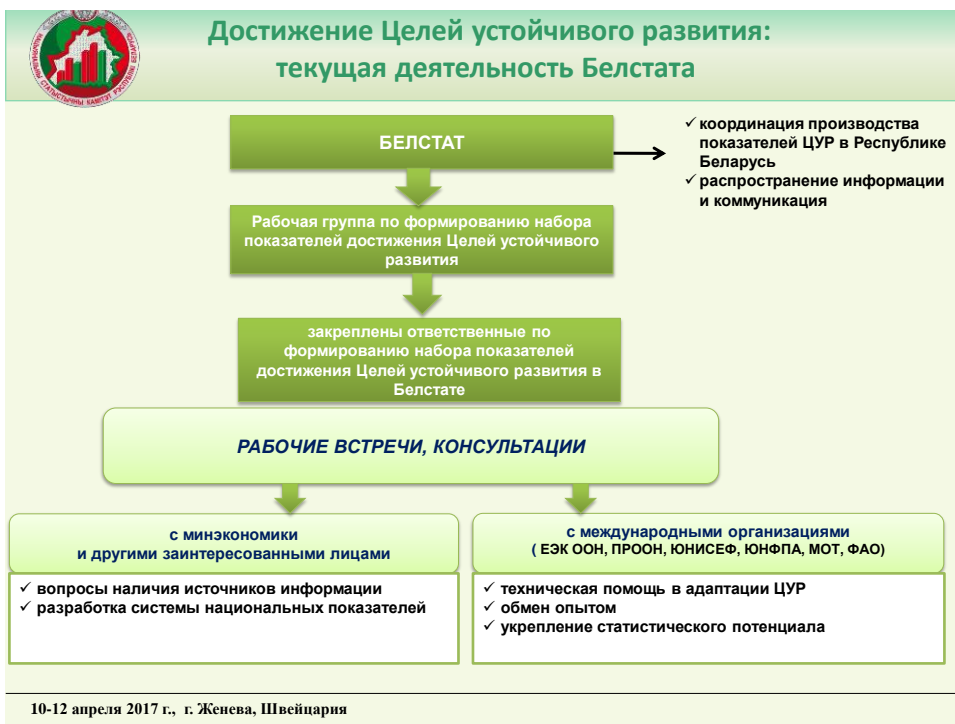 Достижение Целей устойчивого развития:
текущая деятельность Белстата
БЕЛСТАТ
✓ координация производства
показателей ЦУР в Республике
Беларусь
✓ распространение информации
и коммуникация
Рабочая группа по формированию набора
показателей достижения Целей устойчивого
развития
закреплены ответственные по
формированию набора показателей
достижения Целей устойчивого развития в
Белстате
РАБОЧИЕ ВСТРЕЧИ, КОНСУЛЬТАЦИИ
с минэкономики
и другими заинтересованными лицами
✓ вопросы наличия источников информации
✓ разработка системы национальных показателей
с международными организациями
( ЕЭК ООН, ПРООН, ЮНИСЕФ, ЮНФПА, МОТ, ФАО)
✓ техническая помощь в адаптации ЦУР
✓ обмен опытом
✓ укрепление статистического потенциала
10-12 апреля 2017 г., г. Женева, Швейцария